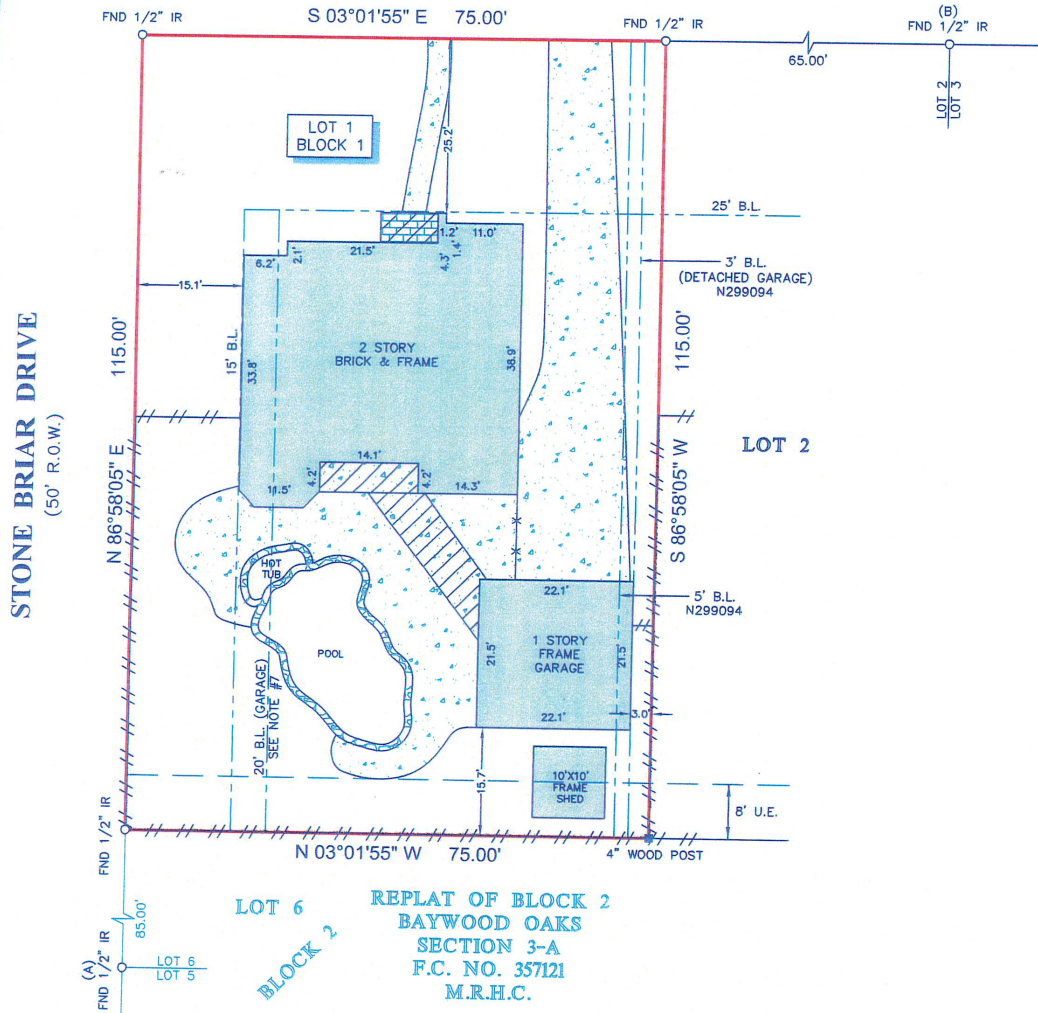 FND 1/2" IR
S 03°01'55" E 75.00'
FND 1/2" IR
(B)
FND 1/2" IR
65.00'
LOT 2
LOT 3
LOT 1
BLOCK 1
25.2'
25' B.L.
1.2'
11.0'
1.4'
4.3'
21.5'
2.1'
6.2'
3' B.L.
(DETACHED GARAGE)
N299094
15.1'
115.00'
115.00'
15' B.L.
33.8'
2 STORY
BRICK & FRAME
38.9'
STONE BRIAR DRIVE
(50' R.O.W.)
LOT 2
N 86°58'05" E
S 86°58'05" W
14.1'
4.2'
4.2'
11.5'
14.3'
HOT
TUB
POOL
22.1'
5' B.L.
N299094
1 STORY
FRAME
GARAGE
21.5'
21.5'
22.1'
3.0'
20' B.L. (GARAGE)
SEE NOTE #7
15.7'
10'X10'
FRAME
SHED
8' U.E.
FND 1/2" IR
N 03°01'55" W 75.00'
4" WOOD POST
85.00'
LOT 6
BLOCK 2
REPLAT OF BLOCK 2
BAYWOOD OAKS
SECTION 3-A
F.C. NO. 357121
M.R.H.C.
(A)
FND 1/2" IR
LOT 6
LOT 5